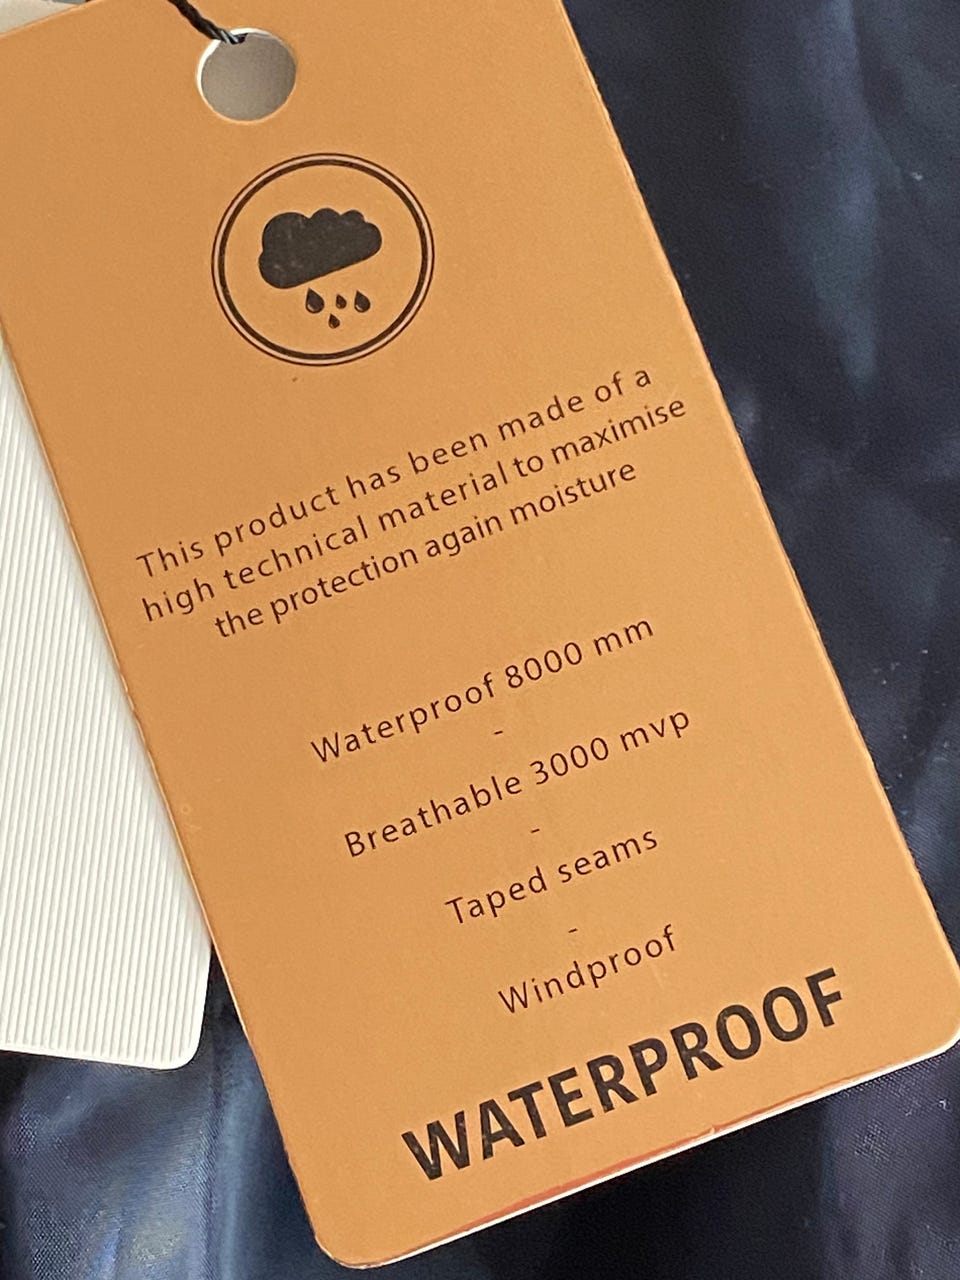 This product has been made of a
high technical material to maximise
the protection again moisture
Waterproof 8000 mm
-
Breathable 3000 mvp
-
Taped seams
-
Windproof
WATERPROOF